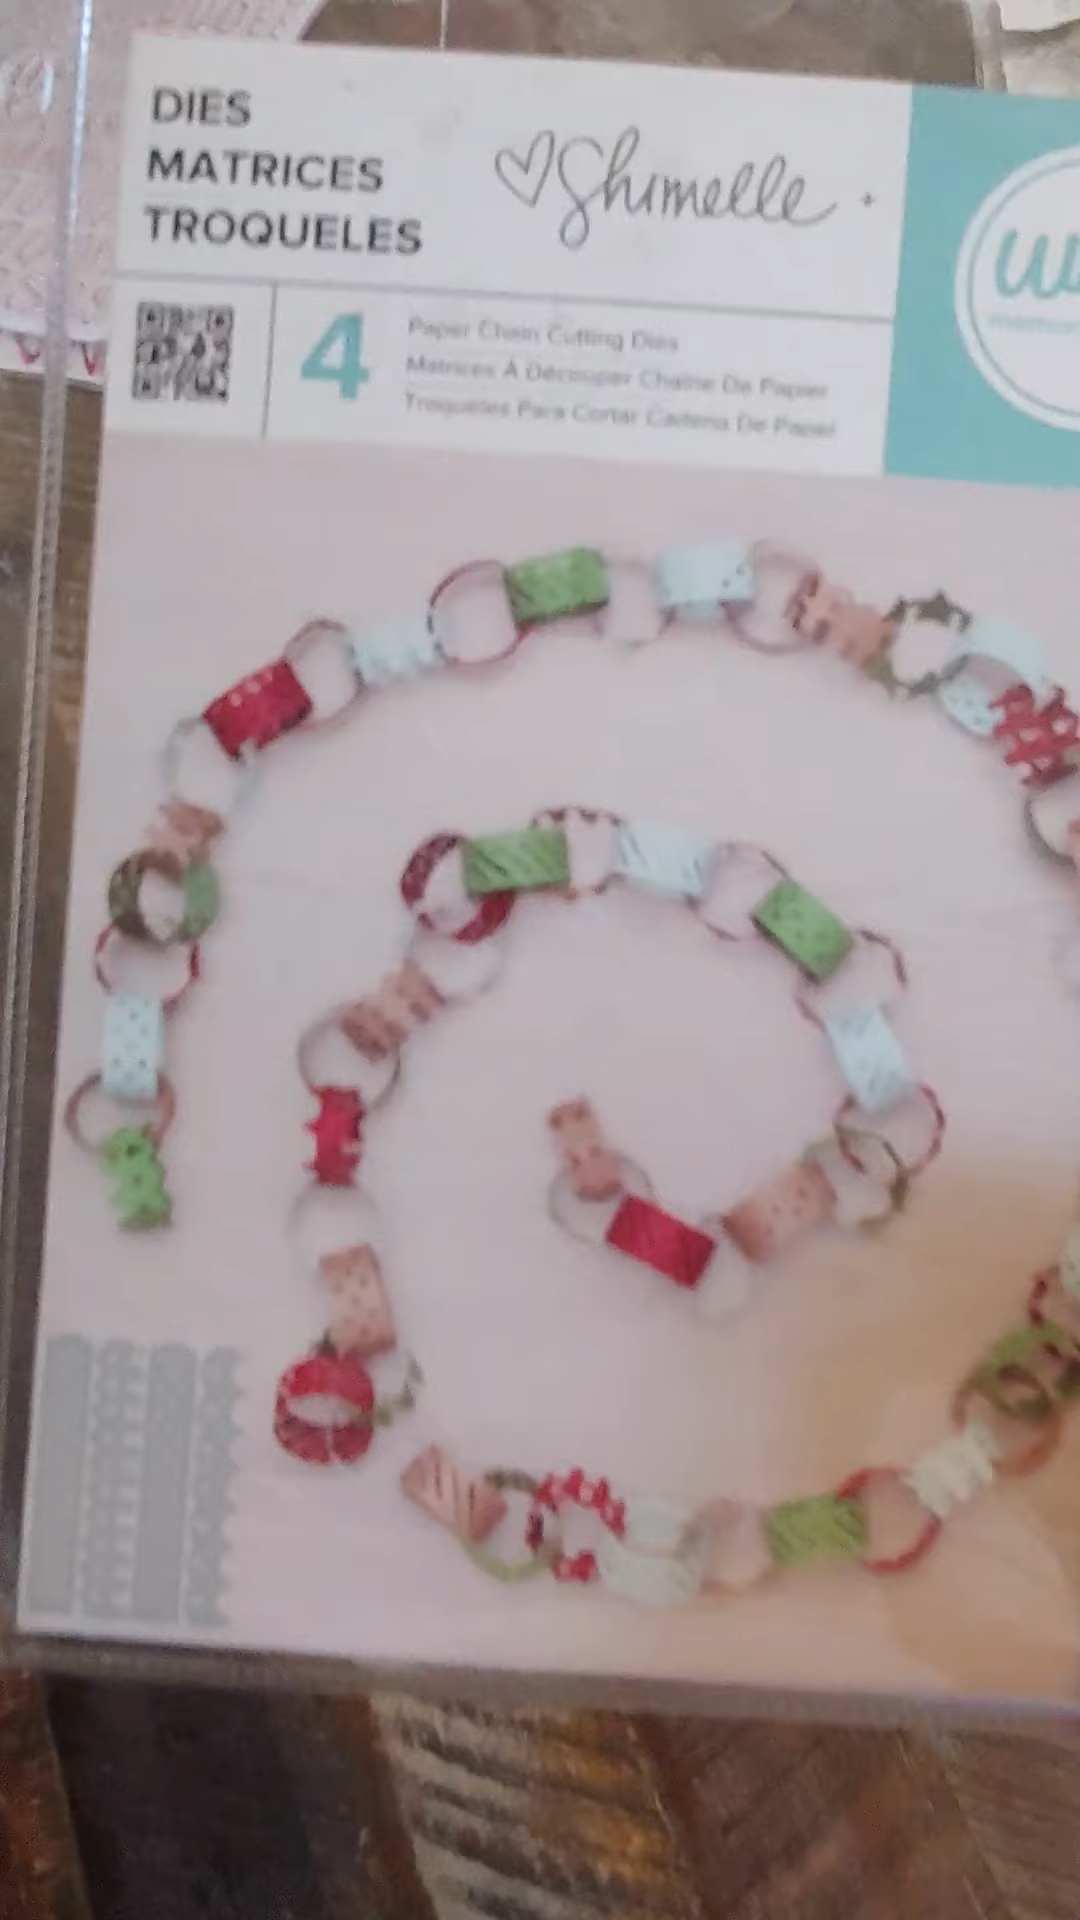 DIES
MATRICES
TROQUELES
Shimelle
4
Paper Chain Cutting Dies
Matrices À Découper Chaîne De Papier
Troqueles Para Cortar Cadena De Papel